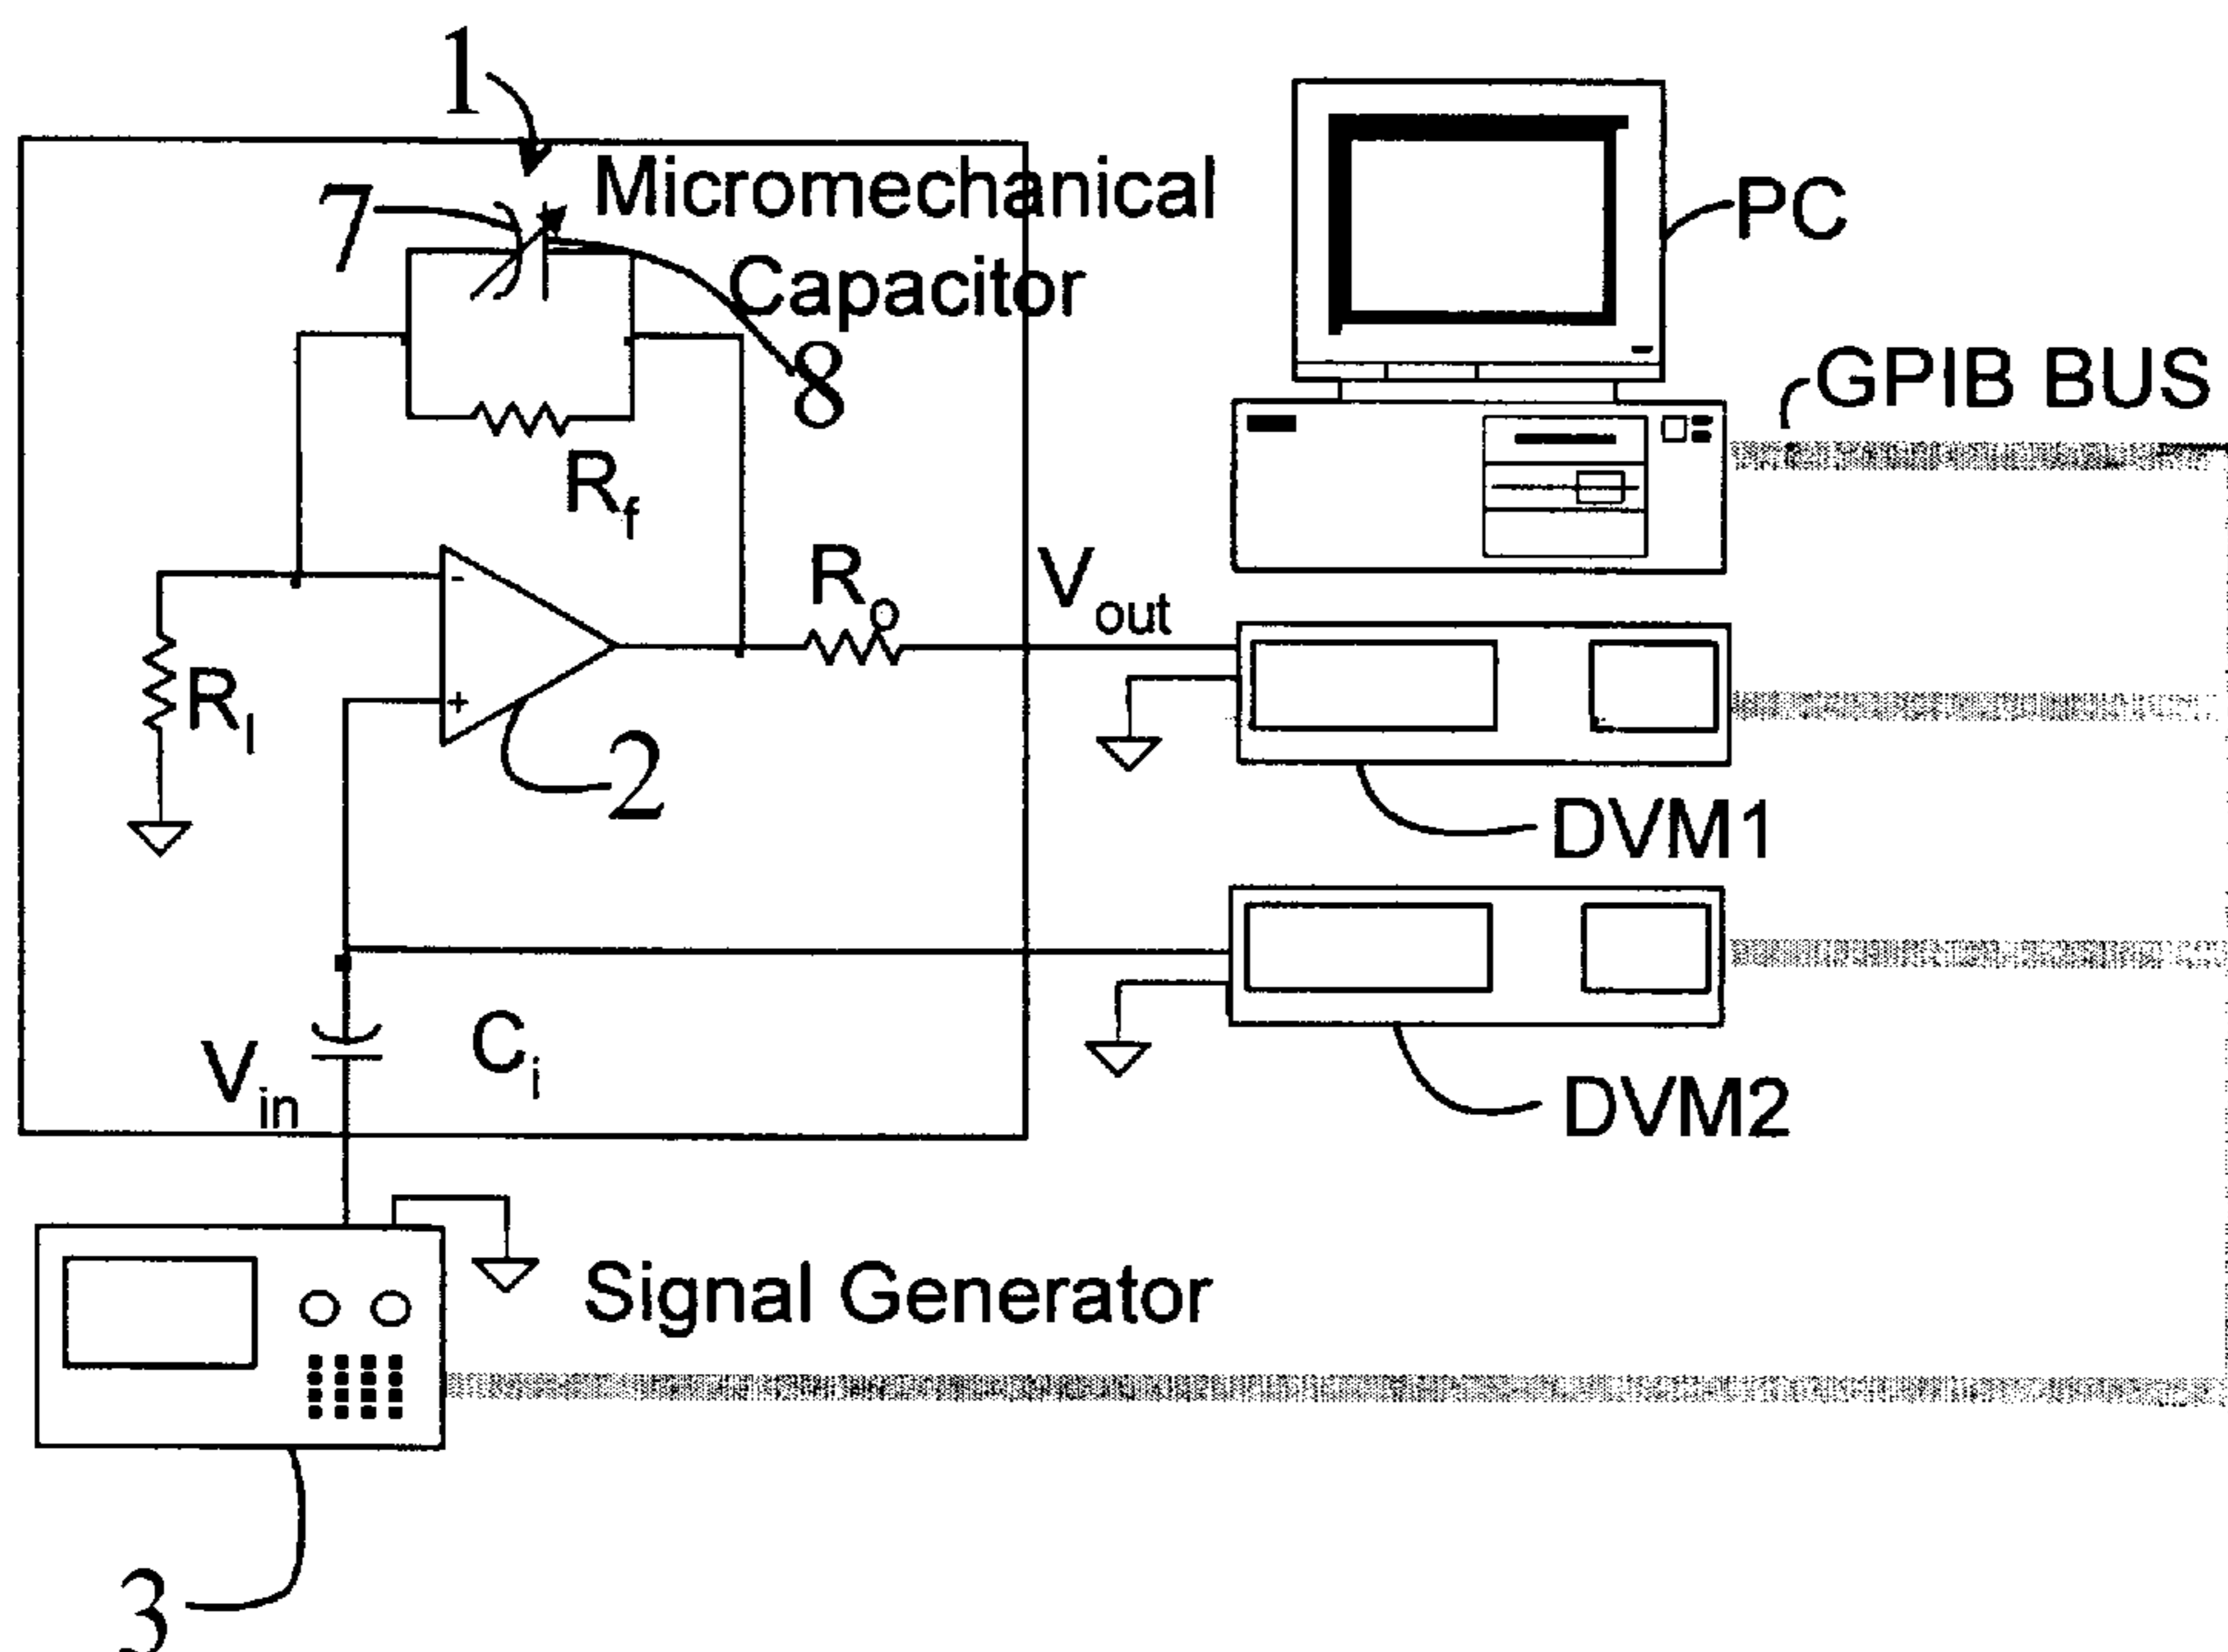 1
Micromechanical
Capacitor
7
8
PC
GPIB BUS
Rf
-
+
RI
Ro
Vout
2
DVM1
DVM2
Vin
Ci
Signal Generator
3